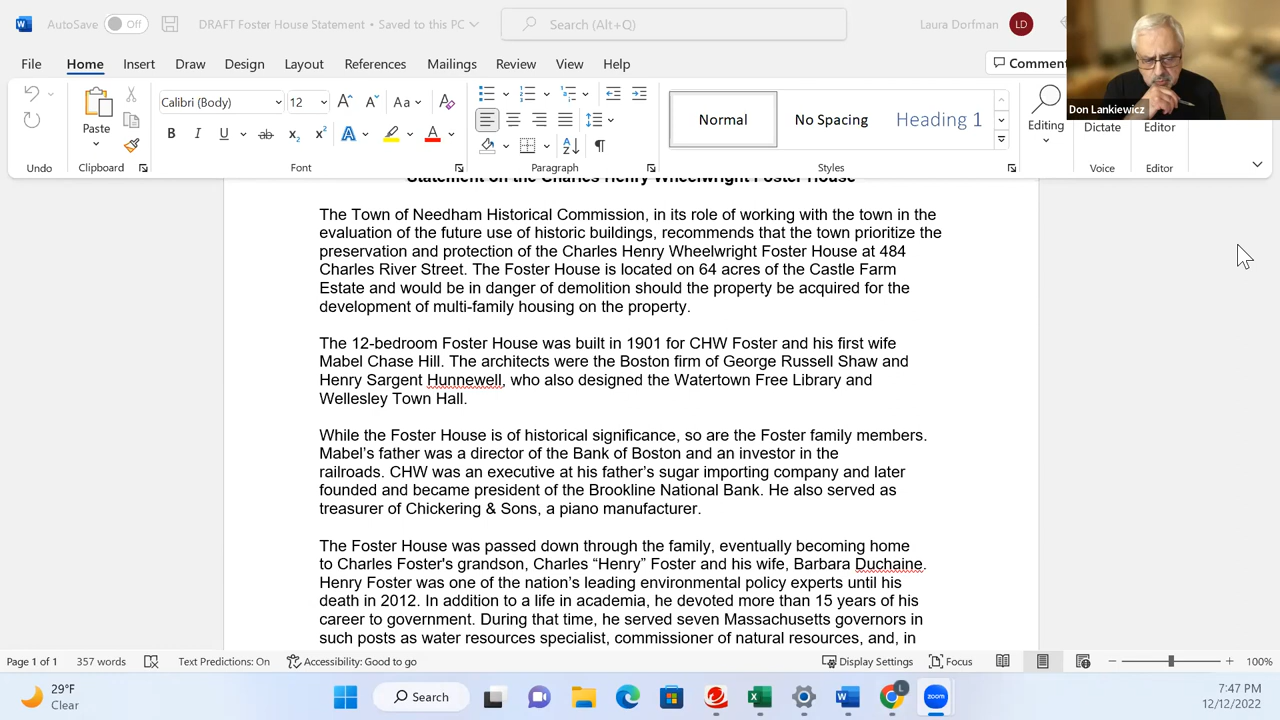 AutoSave Off DRAFT Foster House Statement • Saved to this PC Search (Alt+Q) Laura Dorfman LD
File Home Insert Draw Design Layout References Mailings Review View Help
Don Lankiewicz
Calibri (Body) 12 Aa
Paste
Normal No Spacing Heading 1
Editing Dictate Editor
Undo Clipboard Font Paragraph Styles Voice Editor
Statement on the Charles Henry Wheelwright Foster House
The Town of Needham Historical Commission, in its role of working with the town in the
evaluation of the future use of historic buildings, recommends that the town prioritize the
preservation and protection of the Charles Henry Wheelwright Foster House at 484
Charles River Street. The Foster House is located on 64 acres of the Castle Farm
Estate and would be in danger of demolition should the property be acquired for the
development of multi-family housing on the property.
The 12-bedroom Foster House was built in 1901 for CHW Foster and his first wife
Mabel Chase Hill. The architects were the Boston firm of George Russell Shaw and
Henry Sargent Hunnewell, who also designed the Watertown Free Library and
Wellesley Town Hall.
While the Foster House is of historical significance, so are the Foster family members.
Mabel’s father was a director of the Bank of Boston and an investor in the
railroads. CHW was an executive at his father’s sugar importing company and later
founded and became president of the Brookline National Bank. He also served as
treasurer of Chickering & Sons, a piano manufacturer.
The Foster House was passed down through the family, eventually becoming home
to Charles Foster's grandson, Charles “Henry” Foster and his wife, Barbara Duchaine.
Henry Foster was one of the nation’s leading environmental policy experts until his
death in 2012. In addition to a life in academia, he devoted more than 15 years of his
career to government. During that time, he served seven Massachusetts governors in
such posts as water resources specialist, commissioner of natural resources, and, in
Page 1 of 1 357 words Text Predictions: On Accessibility: Good to go Display Settings Focus 100%
29°F
Clear
Search
zoom
7:47 PM
12/12/2022